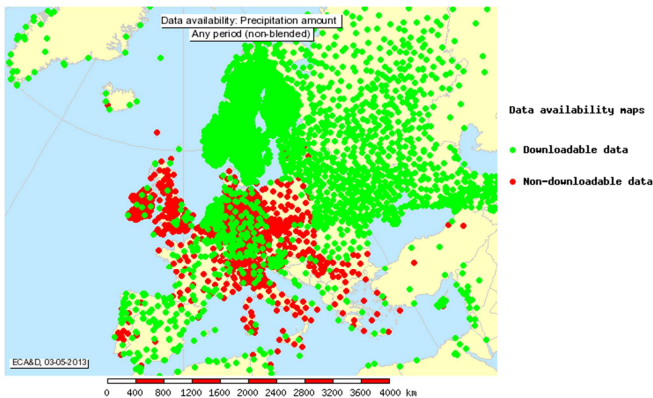 Data availability: Precipitation amount
Any period (non-blended)
Data availability maps
Downloadable data
Non-downloadable data
ECA&D, 03-05-2013
0 400 800 1200 1600 2000 2400 2800 3200 3600 4000 km